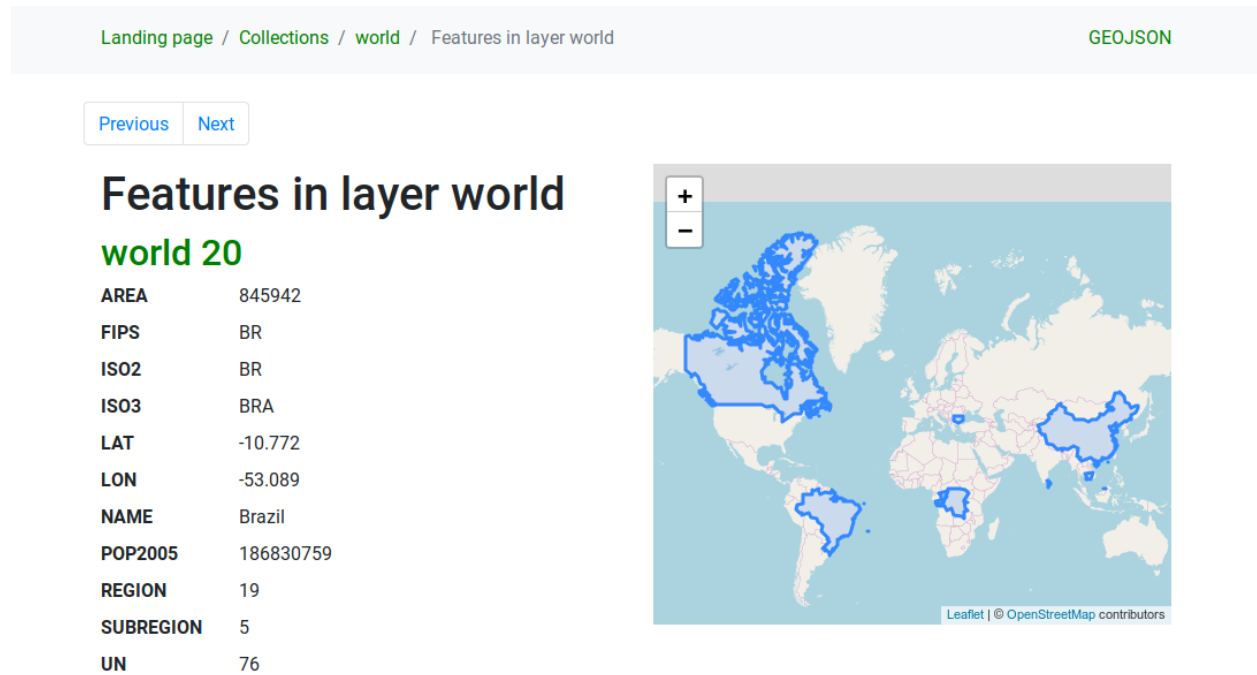 Landing page / Collections / world / Features in layer world
GEOJSON
Previous Next
Features in layer world
world 20
AREA 845942
FIPS BR
ISO2 BR
ISO3 BRA
LAT -10.772
LON -53.089
NAME Brazil
POP2005 186830759
REGION 19
SUBREGION 5
UN 76
+
−
Leaflet | © OpenStreetMap contributors